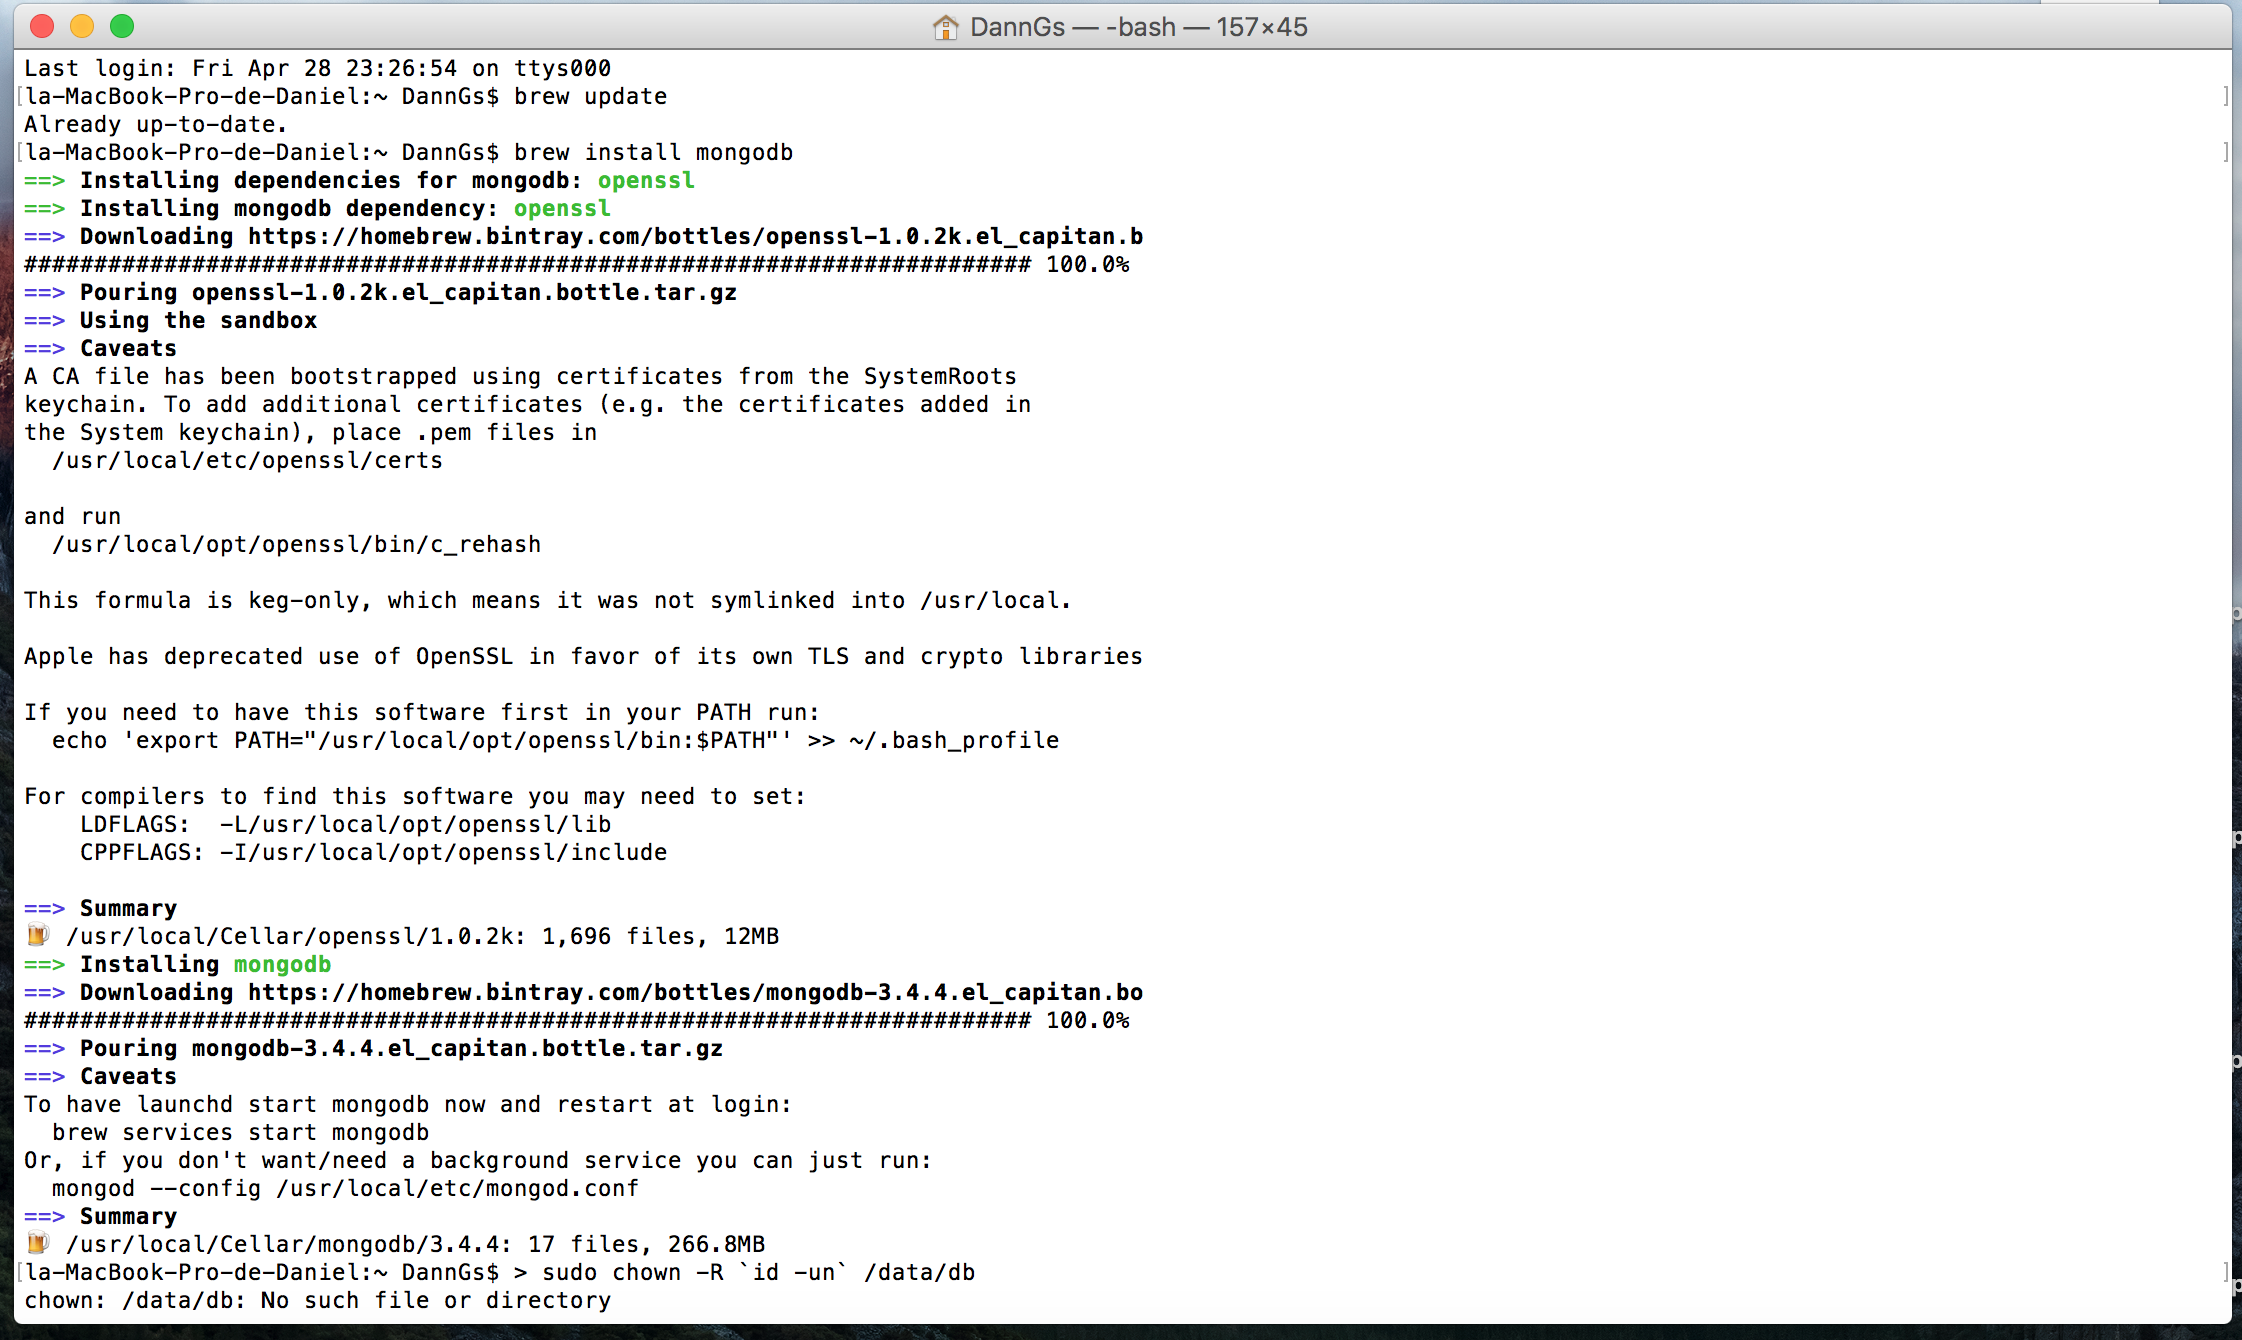 DannGs — -bash — 157×45
Last login: Fri Apr 28 23:26:54 on ttys000
[la-MacBook-Pro-de-Daniel:~ DannGs$ brew update ]
Already up-to-date.
[la-MacBook-Pro-de-Daniel:~ DannGs$ brew install mongodb ]
==> Installing dependencies for mongodb: openssl
==> Installing mongodb dependency: openssl
==> Downloading https://homebrew.bintray.com/bottles/openssl-1.0.2k.el_capitan.b
######################################################################## 100.0%
==> Pouring openssl-1.0.2k.el_capitan.bottle.tar.gz
==> Using the sandbox
==> Caveats
A CA file has been bootstrapped using certificates from the SystemRoots
keychain. To add additional certificates (e.g. the certificates added in
the System keychain), place .pem files in
  /usr/local/etc/openssl/certs

and run
  /usr/local/opt/openssl/bin/c_rehash

This formula is keg-only, which means it was not symlinked into /usr/local.

Apple has deprecated use of OpenSSL in favor of its own TLS and crypto libraries

If you need to have this software first in your PATH run:
  echo 'export PATH="/usr/local/opt/openssl/bin:$PATH"' >> ~/.bash_profile

For compilers to find this software you may need to set:
    LDFLAGS:  -L/usr/local/opt/openssl/lib
    CPPFLAGS: -I/usr/local/opt/openssl/include

==> Summary
🍺 /usr/local/Cellar/openssl/1.0.2k: 1,696 files, 12MB
==> Installing mongodb
==> Downloading https://homebrew.bintray.com/bottles/mongodb-3.4.4.el_capitan.bo
######################################################################## 100.0%
==> Pouring mongodb-3.4.4.el_capitan.bottle.tar.gz
==> Caveats
To have launchd start mongodb now and restart at login:
  brew services start mongodb
Or, if you don't want/need a background service you can just run:
  mongod --config /usr/local/etc/mongod.conf
==> Summary
🍺 /usr/local/Cellar/mongodb/3.4.4: 17 files, 266.8MB
[la-MacBook-Pro-de-Daniel:~ DannGs$ > sudo chown -R `id -un` /data/db ]
chown: /data/db: No such file or directory